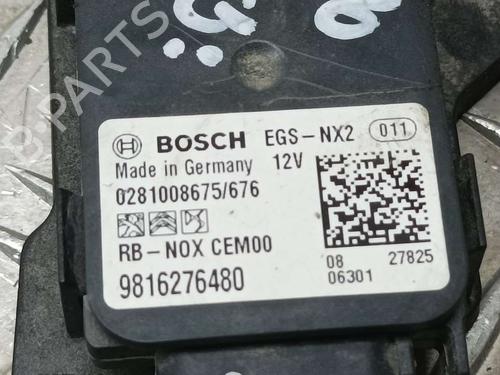 B-PARTS
BOSCH EGS-NX2 011
Made in Germany 12V
0281008675/676
RB-NOX CEM00
9816276480
08 27825
06301